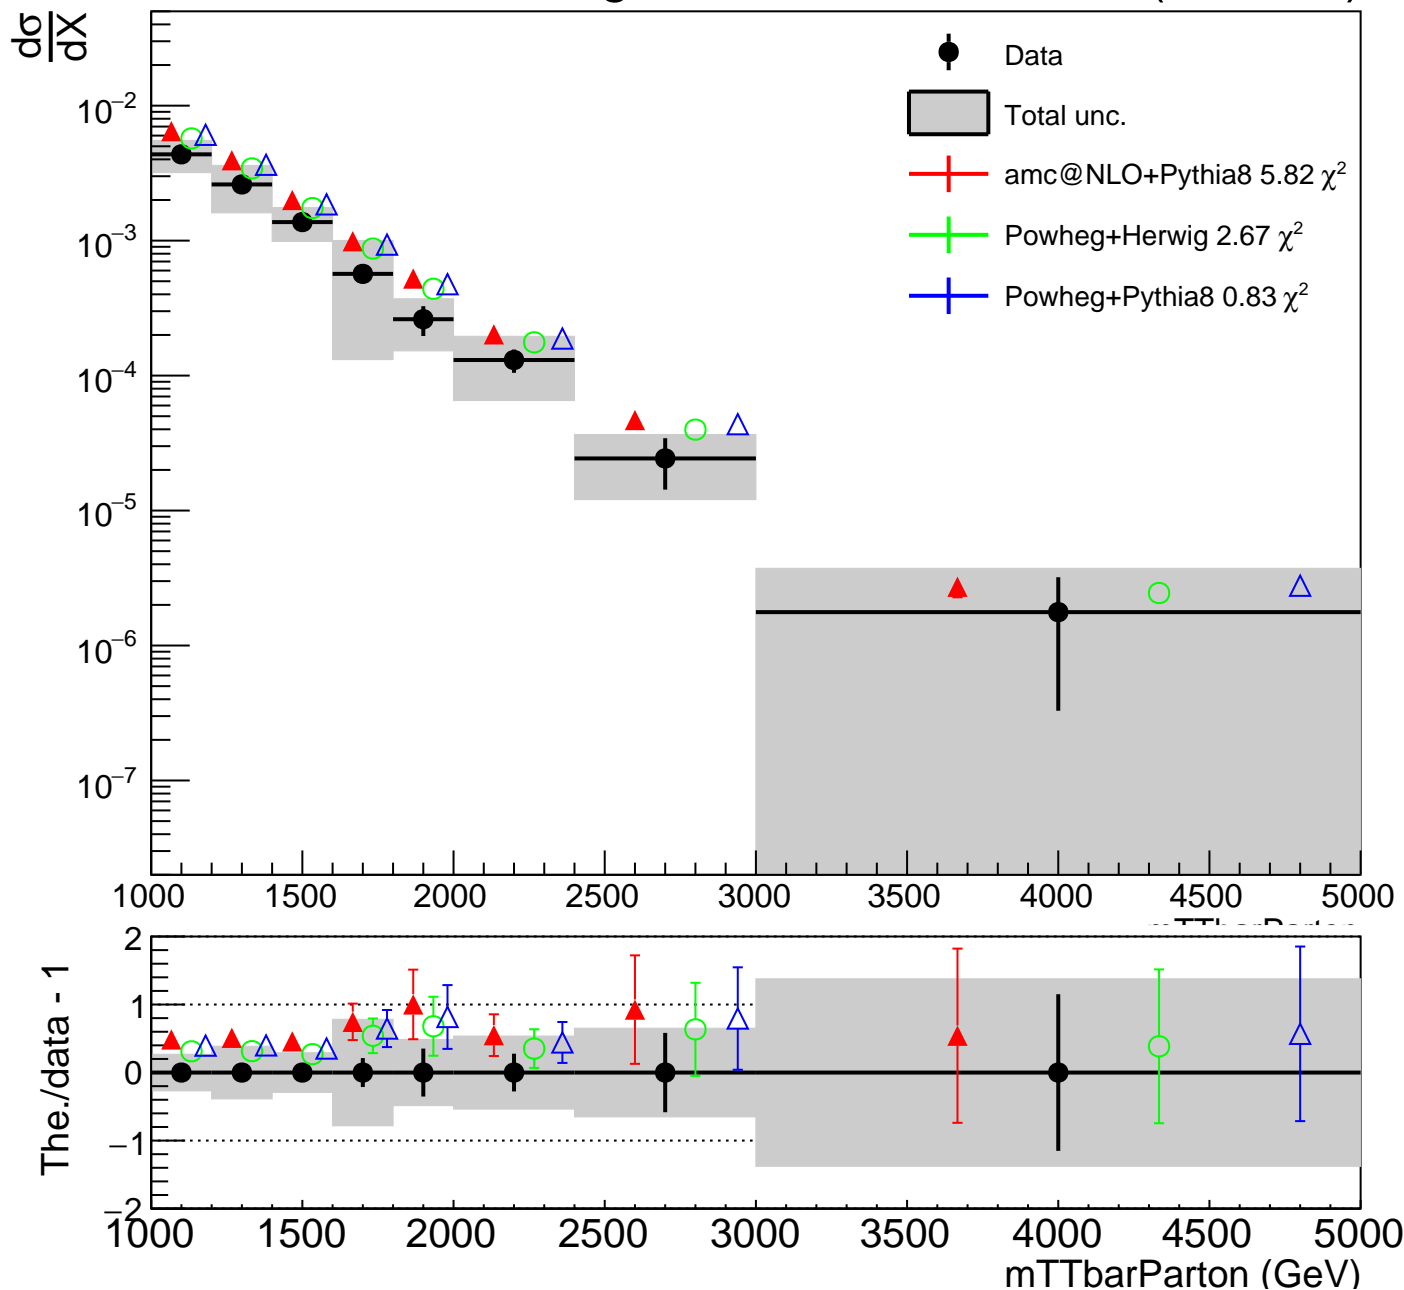 dσ
dX
Data
Total unc.
amc@NLO+Pythia8 5.82 χ²
Powheg+Herwig 2.67 χ²
Powheg+Pythia8 0.83 χ²
10⁻²
10⁻³
10⁻⁴
10⁻⁵
10⁻⁶
10⁻⁷
1000 1500 2000 2500 3000 3500 4000 4500 5000
The./data - 1
2
1
0
−1
−2
1000 1500 2000 2500 3000 3500 4000 4500 5000
mTTbarParton (GeV)